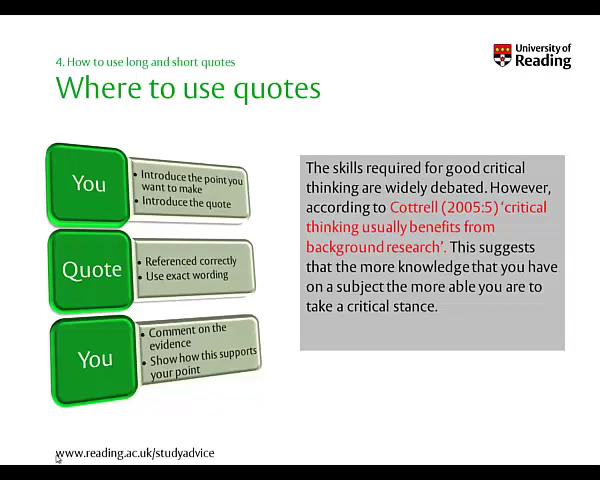 4. How to use long and short quotes
Where to use quotes
University of
Reading
You
• Introduce the point you
want to make
• Introduce the quote
Quote
• Referenced correctly
• Use exact wording
You
• Comment on the
evidence
• Show how this supports
your point
The skills required for good critical
thinking are widely debated. However,
according to Cottrell (2005:5) ‘critical
thinking usually benefits from
background research’. This suggests
that the more knowledge that you have
on a subject the more able you are to
take a critical stance.
www.reading.ac.uk/studyadvice